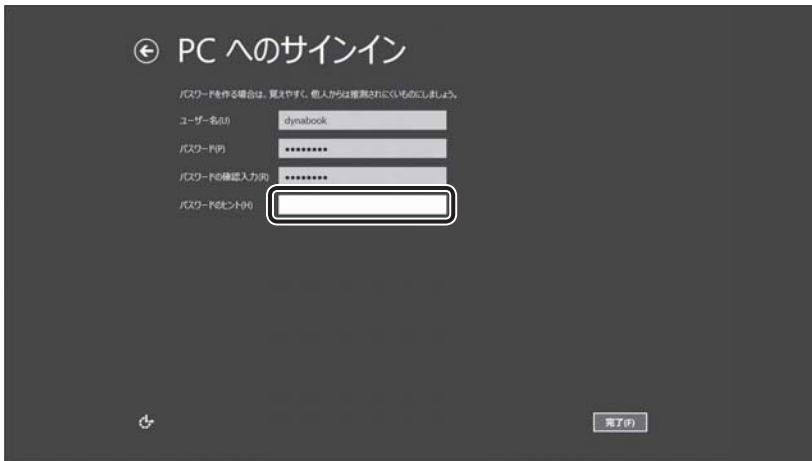 PC へのサインイン
パスワードを作る場合は、覚えやすく、他人からは推測されにくいものにしましょう。
ユーザー名(U)
dynabook
パスワード(P)
••••••••
パスワードの確認入力(R)
••••••••
パスワードのヒント(H)
完了(F)